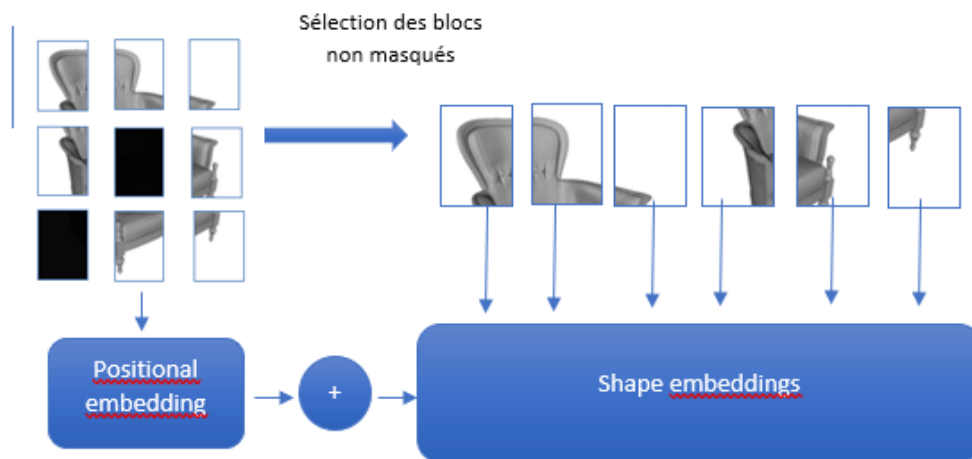 Sélection des blocs
non masqués
Positional
embedding
+
Shape embeddings